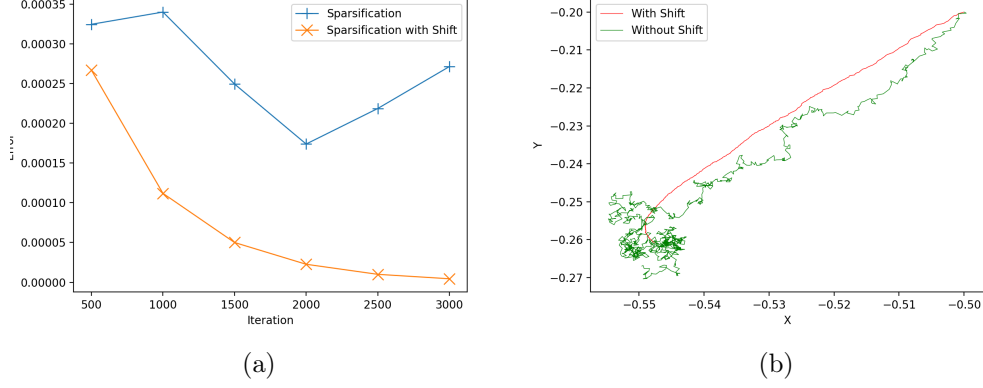 0.00035
0.00030
0.00025
0.00020
0.00015
0.00010
0.00005
0.00000
500 1000 1500 2000 2500 3000
Iteration
Sparsification
Sparsification with Shift
(a)
With Shift
Without Shift
−0.20
−0.21
−0.22
−0.23
−0.24
−0.25
−0.26
−0.27
Y
−0.55 −0.54 −0.53 −0.52 −0.51 −0.50
X
(b)